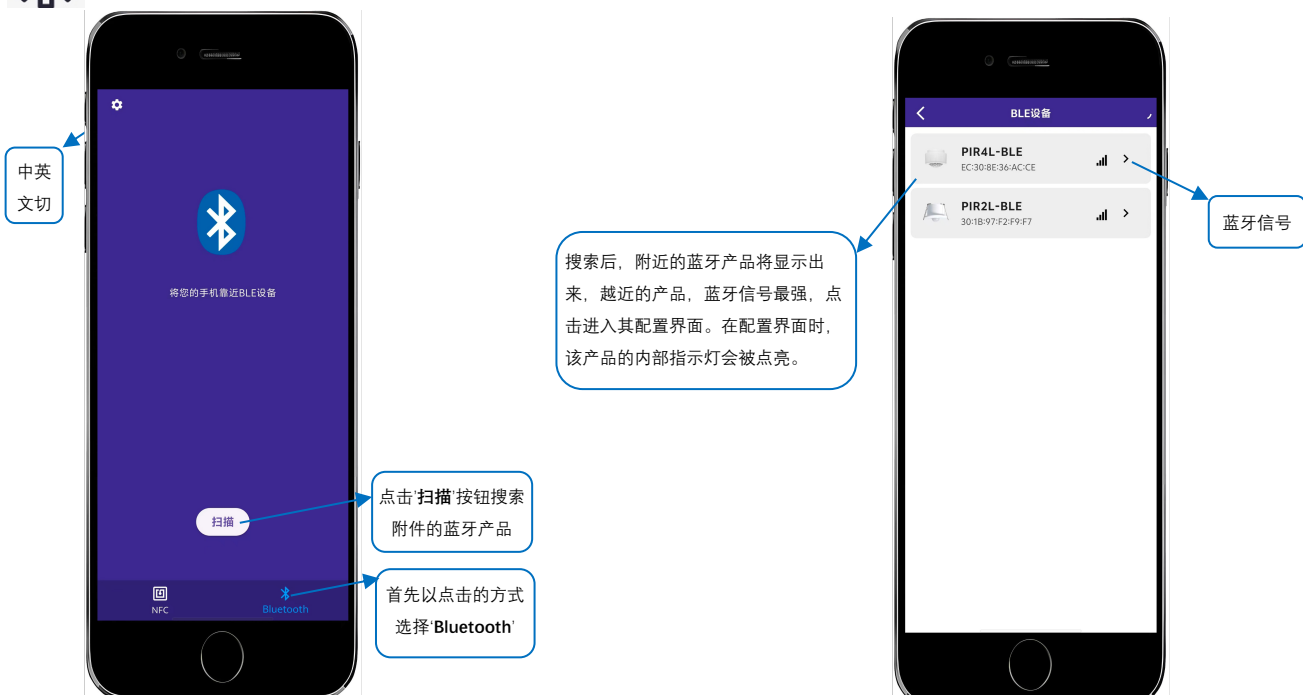 中英
文切
将您的手机靠近BLE设备
扫描
NFC
Bluetooth
点击'扫描'按钮搜索
附件的蓝牙产品
首先以点击的方式
选择'Bluetooth'
搜索后，附近的蓝牙产品将显示出
来，越近的产品，蓝牙信号最强，点
击进入其配置界面。在配置界面时，
该产品的内部指示灯会被点亮。
BLE设备
PIR4L-BLE
EC:30:8E:36:AC:CE
PIR2L-BLE
30:1B:97:F2:F9:F7
蓝牙信号